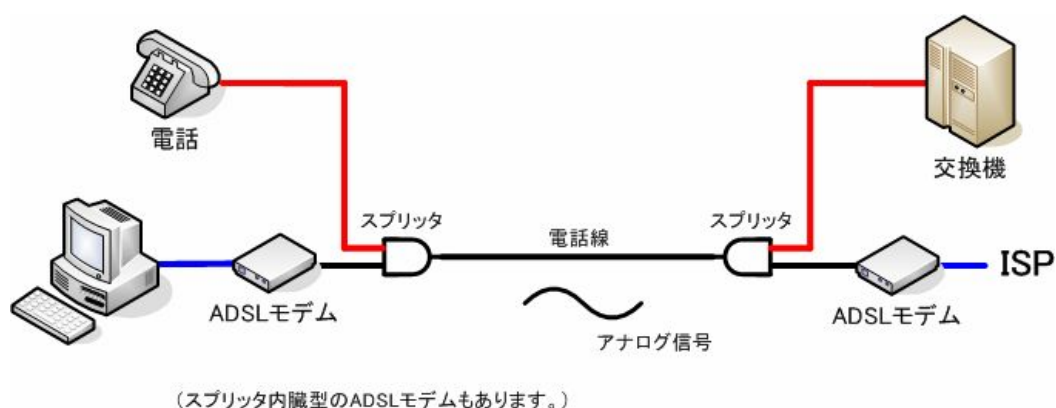 電話
交換機
スプリッタ
電話線
スプリッタ
ISP
ADSLモデム
アナログ信号
ADSLモデム
(スプリッタ内臓型のADSLモデムもあります。)